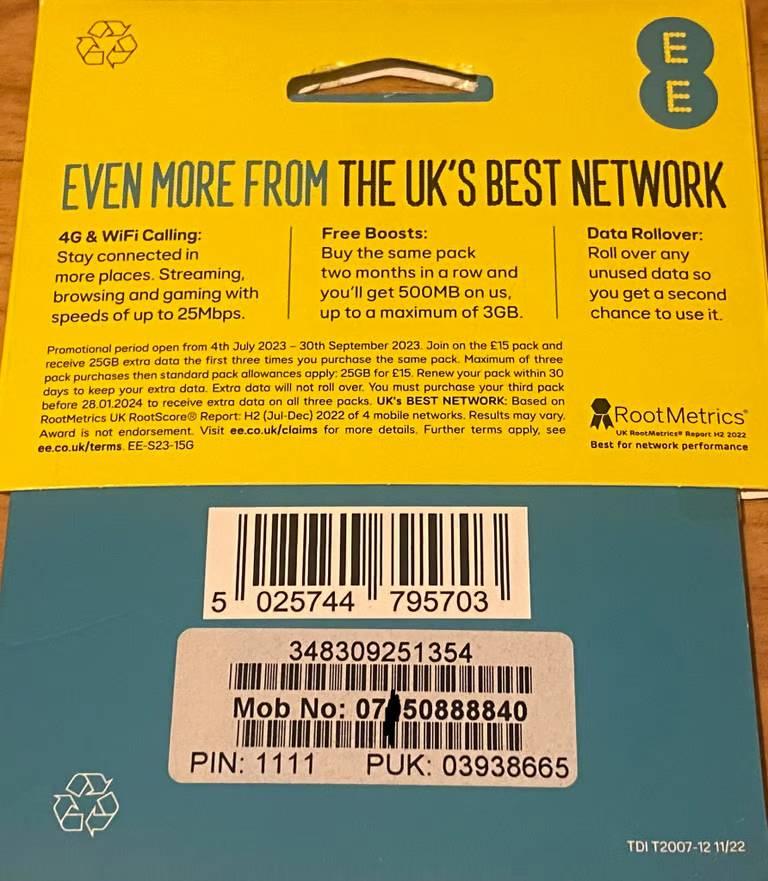 E
E
EVEN MORE FROM THE UK'S BEST NETWORK
4G & WiFi Calling:
Stay connected in
more places. Streaming,
browsing and gaming with
speeds of up to 25Mbps.
Free Boosts:
Buy the same pack
two months in a row and
you'll get 500MB on us,
up to a maximum of 3GB.
Data Rollover:
Roll over any
unused data so
you get a second
chance to use it.
Promotional period open from 4th July 2023 – 30th September 2023. Join on the £15 pack and
receive 25GB extra data the first three times you purchase the same pack. Maximum of three
pack purchases then standard pack allowances apply: 25GB for £15. Renew your pack within 30
days to keep your extra data. Extra data will not roll over. You must purchase your third pack
before 28.01.2024 to receive extra data on all three packs. UK's BEST NETWORK: Based on
RootMetrics UK RootScore® Report: H2 (Jul-Dec) 2022 of 4 mobile networks. Results may vary.
Award is not endorsement. Visit ee.co.uk/claims for more details. Further terms apply, see
ee.co.uk/terms. EE-S23-15G
RootMetrics®
UK RootMetrics® Report H2 2022
Best for network performance
5 025744 795703
348309251354
Mob No: 07 50888840
PIN: 1111 PUK: 03938665
TDI T2007-12 11/22